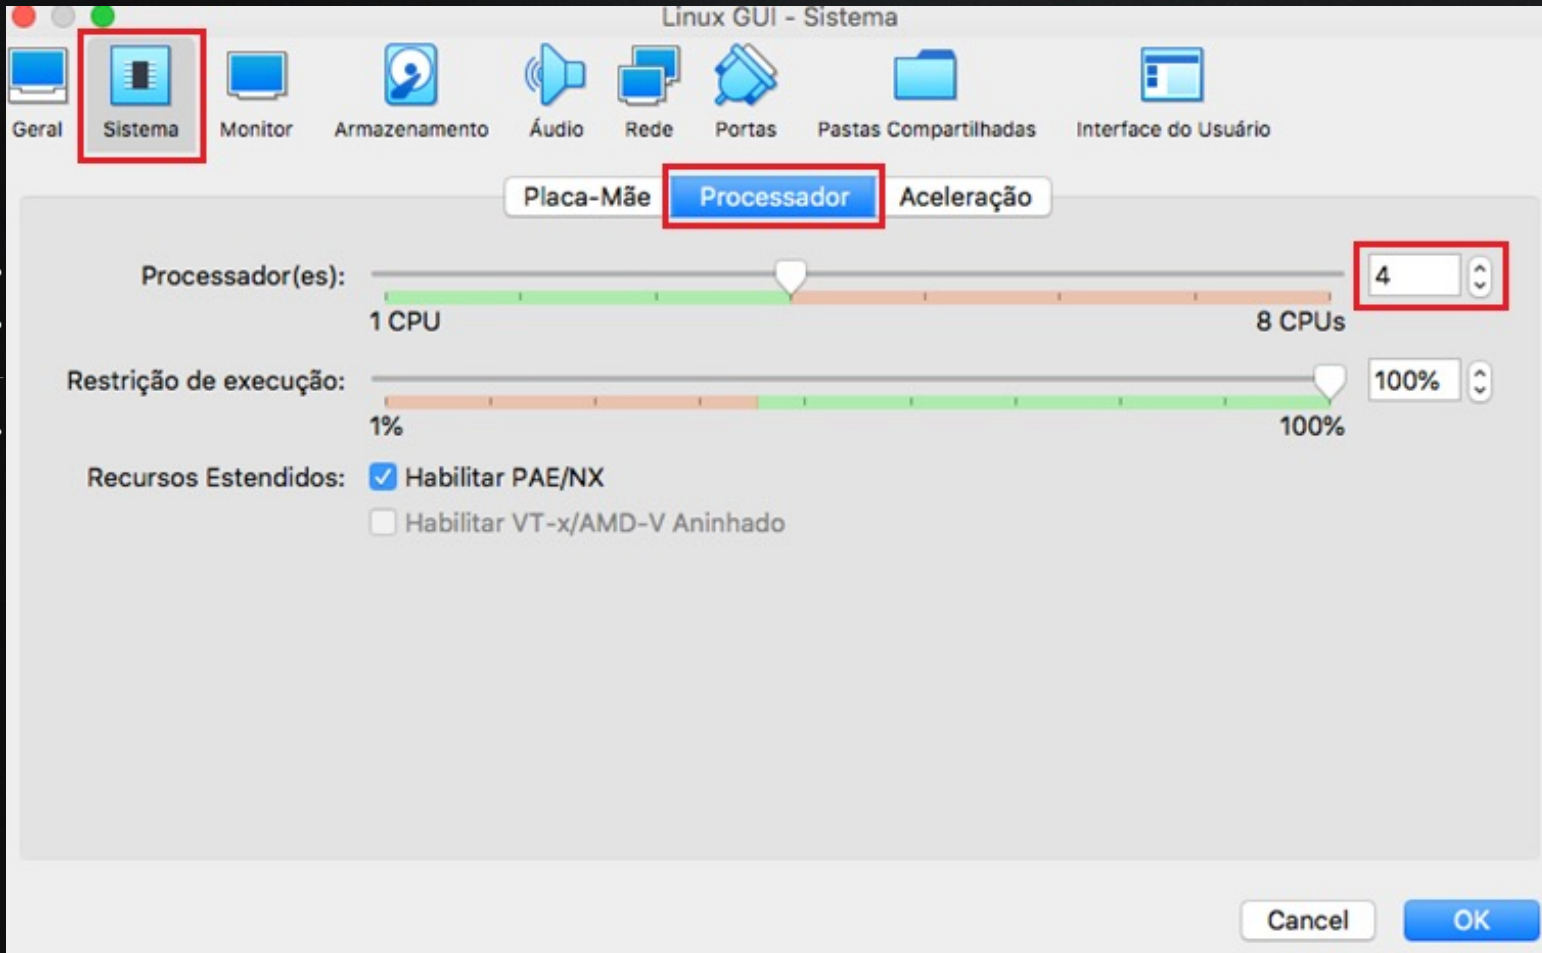 Linux GUI - Sistema
Geral
Sistema
Monitor
Armazenamento
Áudio
Rede
Portas
Pastas Compartilhadas
Interface do Usuário
Placa-Mãe
Processador
Aceleração
Processador(es):
4
1 CPU
8 CPUs
Restrição de execução:
100%
1%
100%
Recursos Estendidos:
Habilitar PAE/NX
Habilitar VT-x/AMD-V Aninhado
Cancel
OK